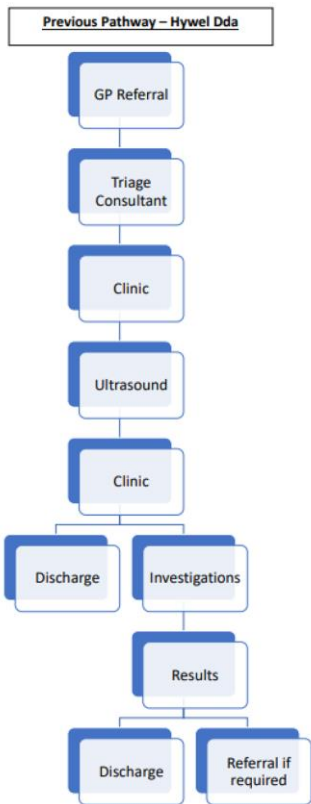 Previous Pathway – Hywel Dda
GP Referral
Triage
Consultant
Clinic
Ultrasound
Clinic
Discharge
Investigations
Results
Discharge
Referral if
required